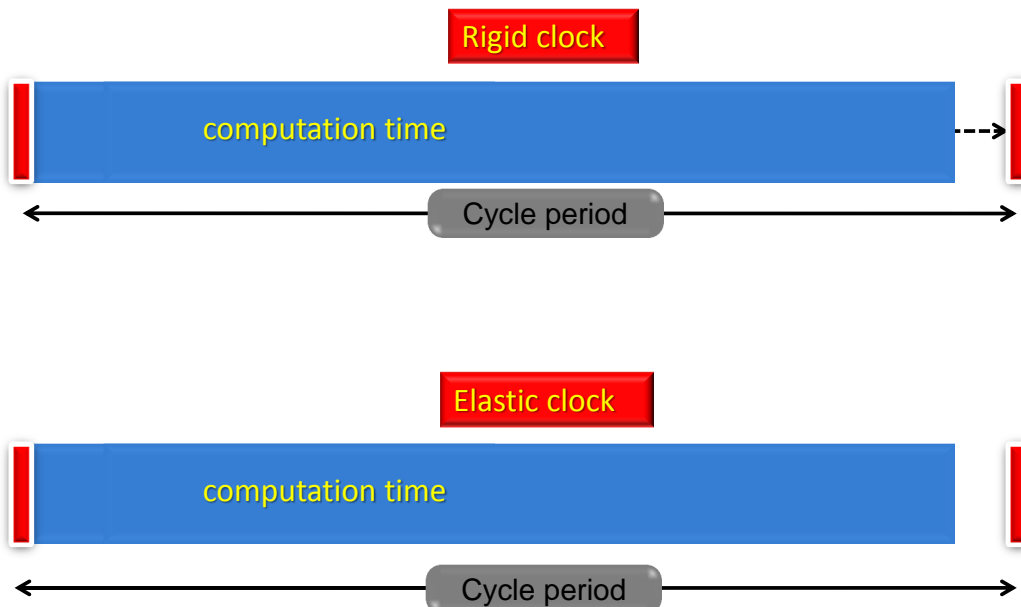 Rigid clock
computation time
Cycle period
Elastic clock
computation time
Cycle period